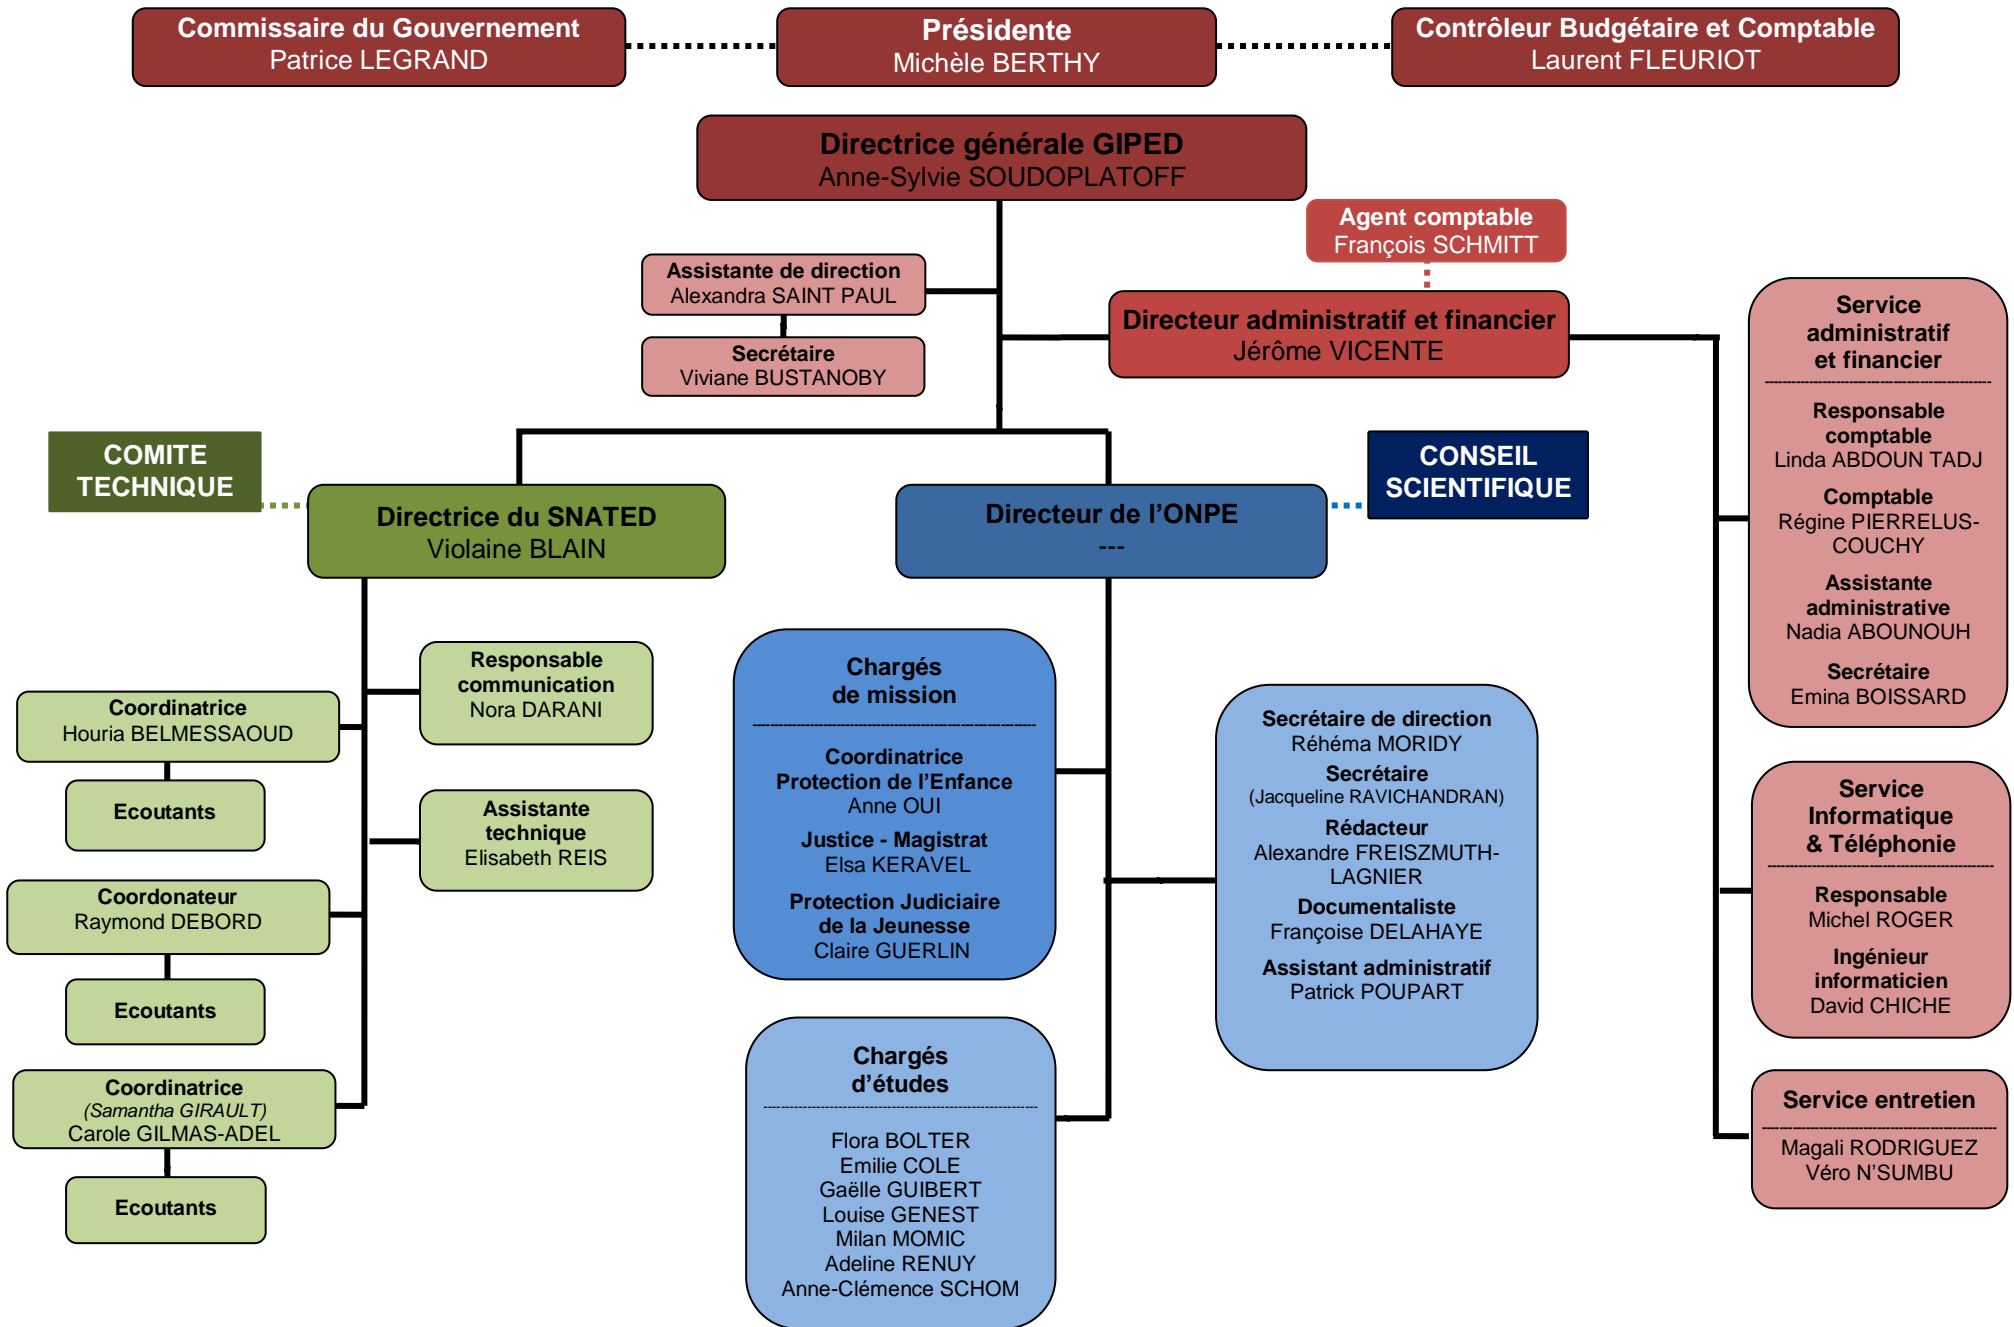 Commissaire du Gouvernement
Patrice LEGRAND
Présidente
Michèle BERTHY
Contrôleur Budgétaire et Comptable
Laurent FLEURIOT
Directrice générale GIPED
Anne-Sylvie SOUDOPLATOFF
Agent comptable
François SCHMITT
Assistante de direction
Alexandra SAINT PAUL
Secrétaire
Viviane BUSTANOBY
Directeur administratif et financier
Jérôme VICENTE
COMITE
TECHNIQUE
Directrice du SNATED
Violaine BLAIN
Directeur de l’ONPE
---
CONSEIL
SCIENTIFIQUE
Responsable
communication
Nora DARANI
Coordinatrice
Houria BELMESSAOUD
Ecoutants
Assistante
technique
Elisabeth REIS
Coordonateur
Raymond DEBORD
Ecoutants
Coordinatrice
(Samantha GIRAULT)
Carole GILMAS-ADEL
Ecoutants
Chargés
de mission
Coordinatrice
Protection de l’Enfance
Anne OUI
Justice - Magistrat
Elsa KERAVEL
Protection Judiciaire
de la Jeunesse
Claire GUERLIN
Chargés
d’études
Flora BOLTER
Emilie COLE
Gaëlle GUIBERT
Louise GENEST
Milan MOMIC
Adeline RENUY
Anne-Clémence SCHOM
Secrétaire de direction
Réhéma MORIDY
Secrétaire
(Jacqueline RAVICHANDRAN)
Rédacteur
Alexandre FREISZMUTH-
LAGNIER
Documentaliste
Françoise DELAHAYE
Assistant administratif
Patrick POUPART
Service
administratif
et financier
Responsable
comptable
Linda ABDOUN TADJ
Comptable
Régine PIERRELUS-
COUCHY
Assistante
administrative
Nadia ABOUNOUH
Secrétaire
Emina BOISSARD
Service
Informatique
& Téléphonie
Responsable
Michel ROGER
Ingénieur
informaticien
David CHICHE
Service entretien
Magali RODRIGUEZ
Véro N’SUMBU